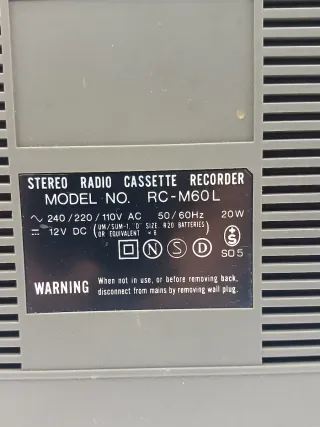 STEREO RADIO CASSETTE RECORDER
MODEL NO. RC-M60L
∿ 240/220/110V AC 50/60Hz 20W
⎓ 12V DC (UM/SUM-1, "D" SIZE, R20 BATTERIES OR EQUIVALENT × 8)
N S D S
SO5
WARNING When not in use, or before removing back,
disconnect from mains by removing wall plug.